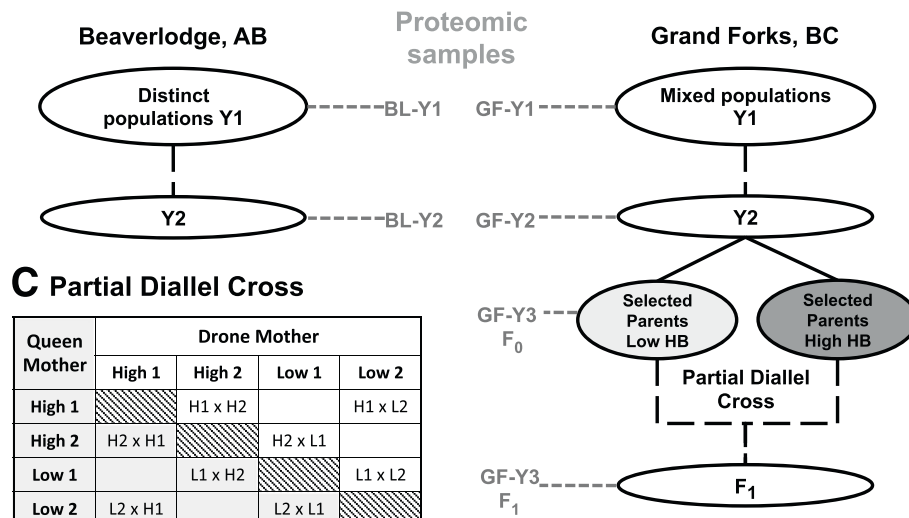 Beaverlodge, AB
Proteomic
samples
Grand Forks, BC
Distinct
populations Y1
BL-Y1
GF-Y1
Mixed populations
Y1
Y2
BL-Y2
GF-Y2
Y2
C Partial Diallel Cross
GF-Y3
F₀
Selected
Parents
Low HB
Selected
Parents
High HB
Queen
Mother
Drone Mother
High 1
High 2
Low 1
Low 2
High 1
H1 x H2
H1 x L2
High 2
H2 x H1
H2 x L1
Low 1
L1 x H2
L1 x L2
Low 2
L2 x H1
L2 x L1
Partial Diallel
Cross
GF-Y3
F₁
F₁